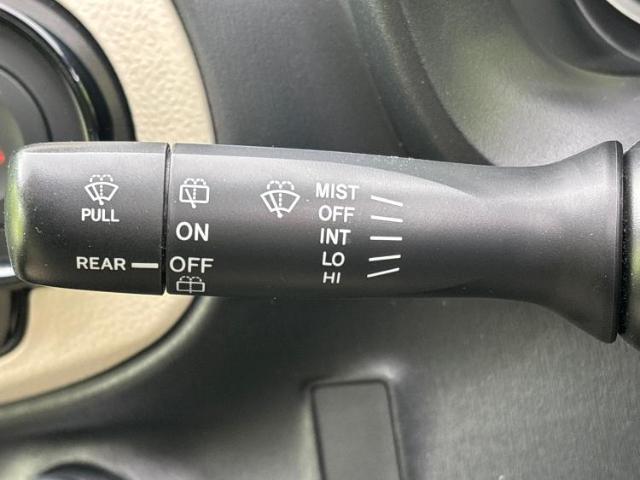 PULL
REAR
ON
OFF
MIST
OFF
INT
LO
HI